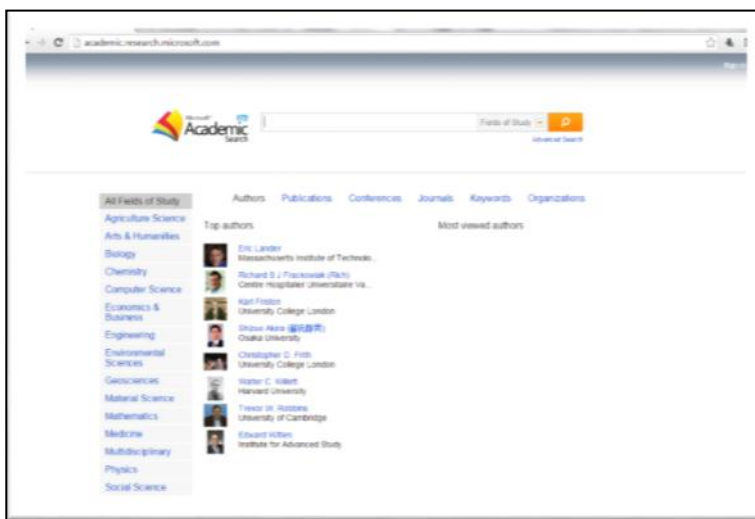 academic.research.microsoft.com
Microsoft
Academic
Search
Fields of Study
Advanced Search
All Fields of Study
Agriculture Science
Arts & Humanities
Biology
Chemistry
Computer Science
Economics &
Business
Engineering
Environmental
Sciences
Geosciences
Material Science
Mathematics
Medicine
Multidisciplinary
Physics
Social Science
Authors Publications Conferences Journals Keywords Organizations
Top authors
Most viewed authors
Eric Lander
Massachusetts Institute of Technolo...
Richard S J Frackowiak (Rich)
Centre Hospitalier Universitaire Va...
Karl Friston
University College London
Shizuo Akira
Osaka University
Christopher D. Frith
University College London
Walter C. Willett
Harvard University
Trevor W. Robbins
University of Cambridge
Edward Witten
Institute for Advanced Study